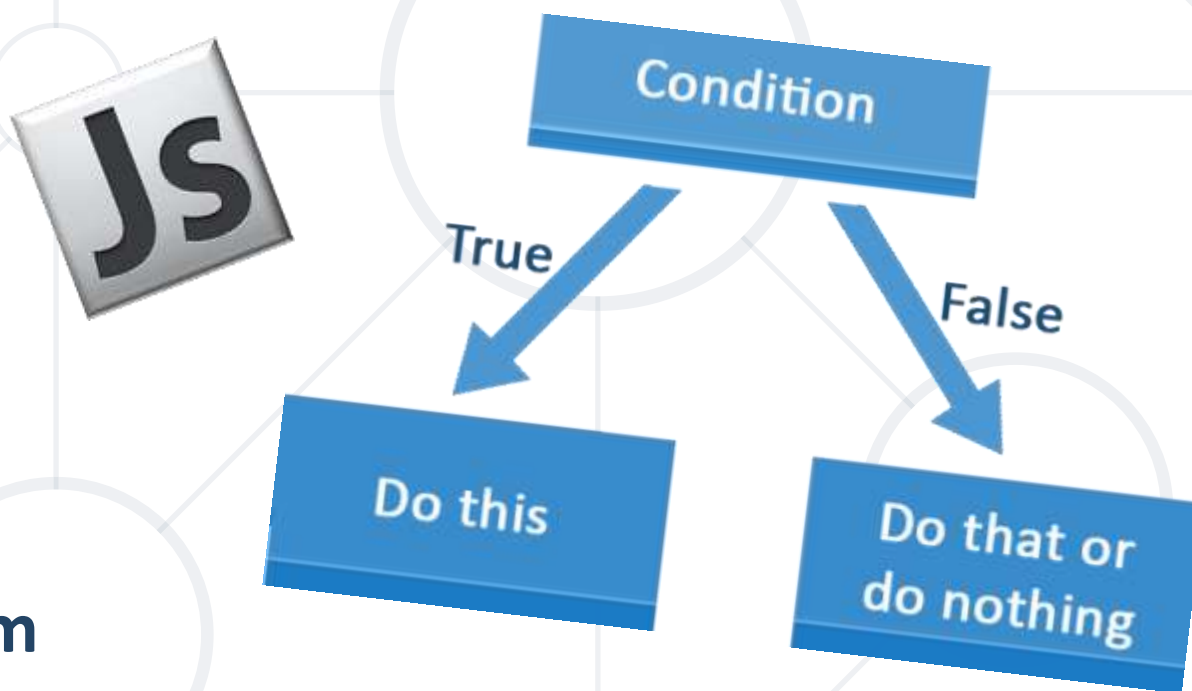 Js
Condition
True
False
Do this
Do that or
do nothing
m